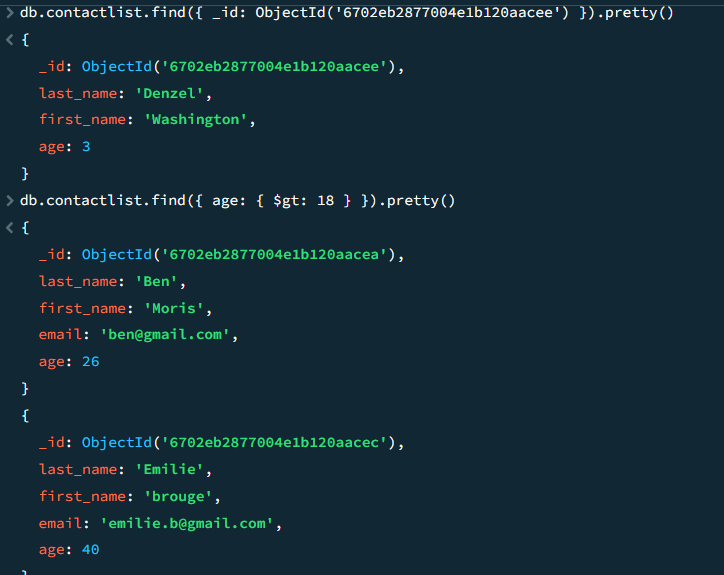 > db.contactlist.find({ _id: ObjectId('6702eb2877004e1b120aacee') }).pretty()
< {
_id: ObjectId('6702eb2877004e1b120aacee'),
last_name: 'Denzel',
first_name: 'Washington',
age: 3
}
> db.contactlist.find({ age: { $gt: 18 } }).pretty()
< {
_id: ObjectId('6702eb2877004e1b120aacea'),
last_name: 'Ben',
first_name: 'Moris',
email: 'ben@gmail.com',
age: 26
}
{
_id: ObjectId('6702eb2877004e1b120aacec'),
last_name: 'Emilie',
first_name: 'brouge',
email: 'emilie.b@gmail.com',
age: 40
}